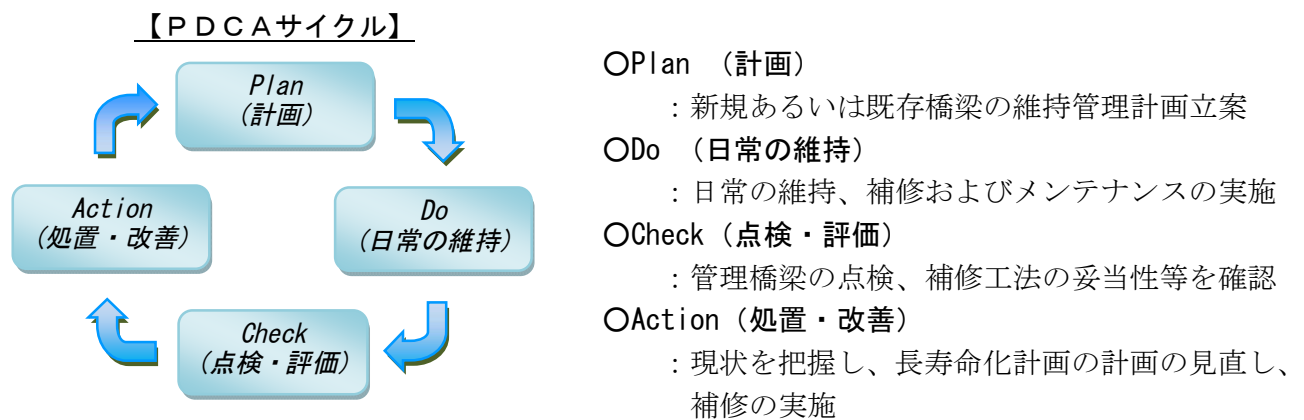 【ＰＤＣＡサイクル】
Plan
（計画）
Do
（日常の維持）
Check
（点検・評価）
Action
（処置・改善）
○Plan （計画）
：新規あるいは既存橋梁の維持管理計画立案
○Do （日常の維持）
：日常の維持、補修およびメンテナンスの実施
○Check（点検・評価）
：管理橋梁の点検、補修工法の妥当性等を確認
○Action（処置・改善）
：現状を把握し、長寿命化計画の計画の見直し、
補修の実施